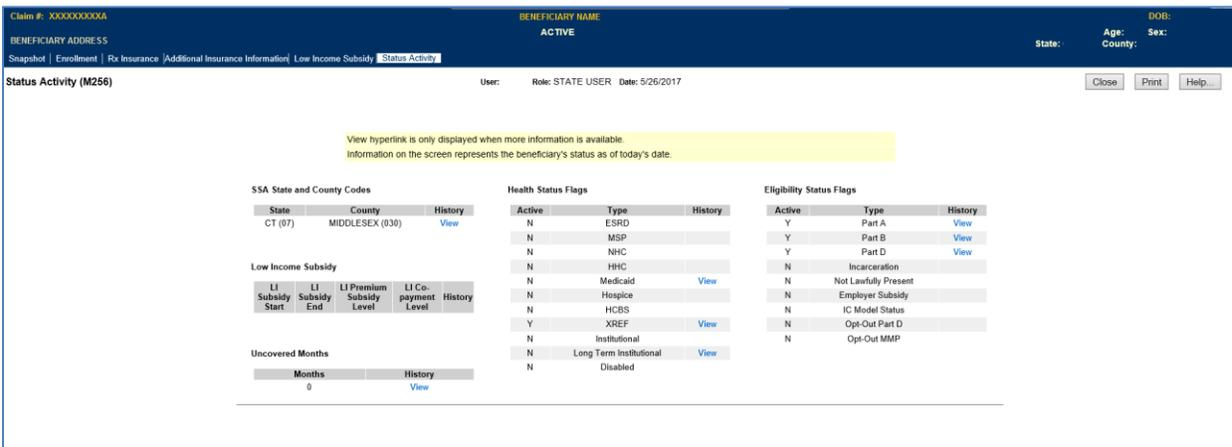 Claim #: XXXXXXXXXXA BENEFICIARY NAME DOB:
ACTIVE Age: Sex:
BENEFICIARY ADDRESS State: County:
Snapshot | Enrollment | Rx Insurance |Additional Insurance Information| Low Income Subsidy | Status Activity
Status Activity (M256) User: Role: STATE USER Date: 5/26/2017 Close Print Help...
View hyperlink is only displayed when more information is available.
Information on the screen represents the beneficiary's status as of today's date.
SSA State and County Codes
State County History
CT (07) MIDDLESEX (030) View
Low Income Subsidy
LI Subsidy Start LI Subsidy End LI Premium Subsidy Level LI Co-payment Level History
Uncovered Months
Months History
0 View
Health Status Flags
Active Type History
N ESRD
N MSP
N NHC
N HHC
N Medicaid View
N Hospice
N HCBS
Y XREF View
N Institutional
N Long Term Institutional View
N Disabled
Eligibility Status Flags
Active Type History
Y Part A View
Y Part B View
Y Part D View
N Incarceration
N Not Lawfully Present
N Employer Subsidy
N IC Model Status
N Opt-Out Part D
N Opt-Out MMP